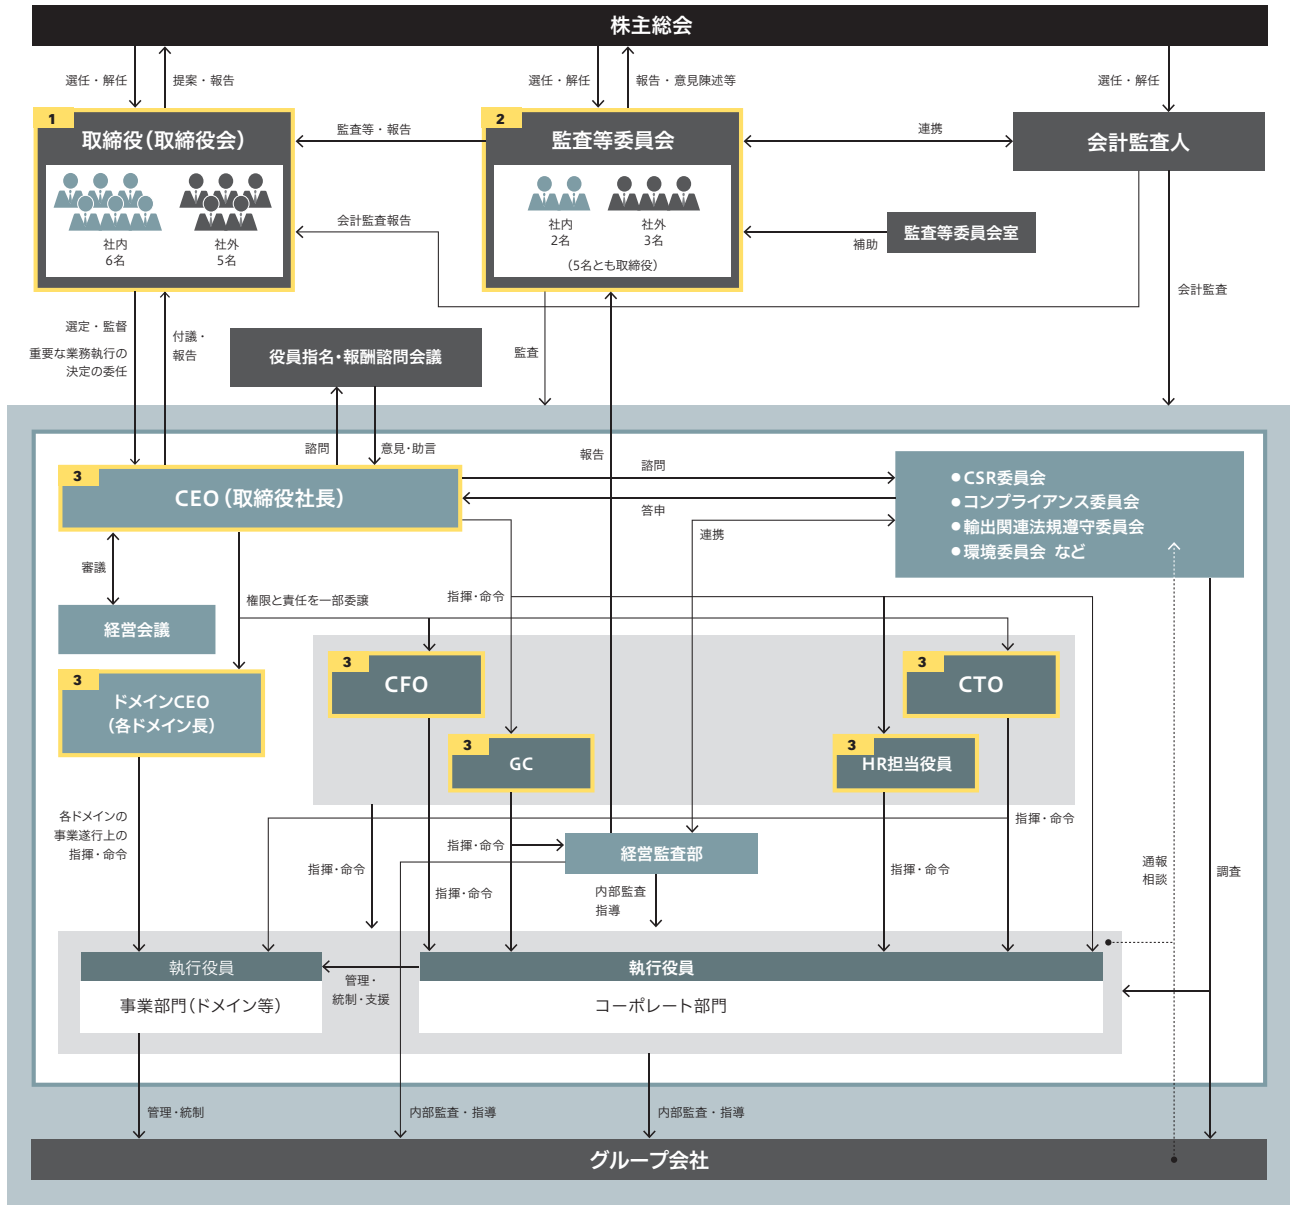 株主総会
選任・解任
提案・報告
選任・解任
報告・意見陳述等
選任・解任
1
取締役(取締役会)
社内
6名
社外
5名
監査等・報告
会計監査報告
2
監査等委員会
社内
2名
社外
3名
(5名とも取締役)
連携
会計監査人
補助
監査等委員会室
会計監査
選定・監督
重要な業務執行の
決定の委任
付議・
報告
役員指名・報酬諮問会議
監査
諮問
意見・助言
報告
3
CEO(取締役社長)
諮問
答申
連携
●CSR委員会
●コンプライアンス委員会
●輸出関連法規遵守委員会
●環境委員会 など
審議
経営会議
権限と責任を一部委譲
指揮・命令
3
ドメインCEO
(各ドメイン長)
3
CFO
3
CTO
3
GC
3
HR担当役員
各ドメインの
事業遂行上の
指揮・命令
指揮・命令
指揮・命令
指揮・命令
経営監査部
内部監査
指導
指揮・命令
指揮・命令
通報
相談
調査
執行役員
事業部門(ドメイン等)
管理・
統制・支援
執行役員
コーポレート部門
管理・統制
内部監査・指導
内部監査・指導
グループ会社